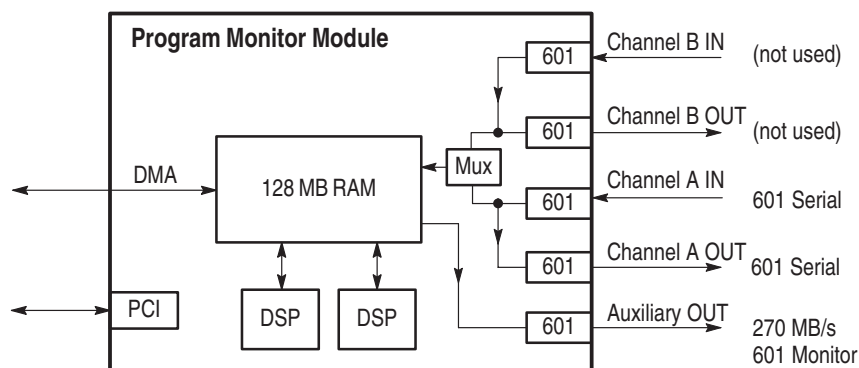 Program Monitor Module
601 Channel B IN (not used)
601 Channel B OUT (not used)
DMA
128 MB RAM
Mux
601 Channel A IN 601 Serial
601 Channel A OUT 601 Serial
PCI
DSP DSP
601 Auxiliary OUT 270 MB/s
601 Monitor